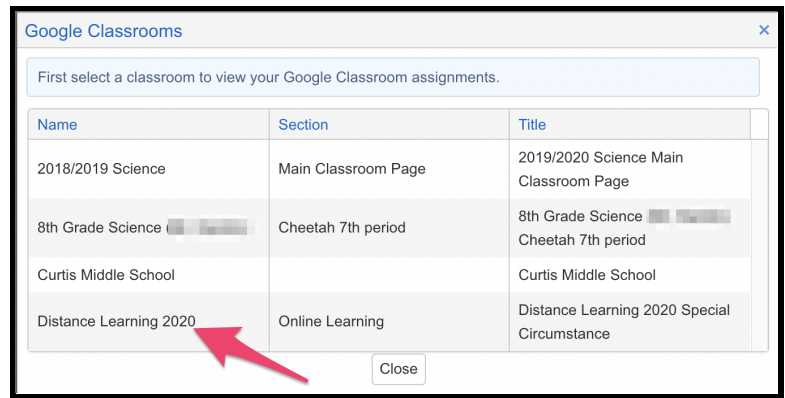 Google Classrooms
×
First select a classroom to view your Google Classroom assignments.
Name Section Title
2018/2019 Science Main Classroom Page 2019/2020 Science Main
Classroom Page
8th Grade Science ( Cheetah 7th period 8th Grade Science
Cheetah 7th period
Curtis Middle School Curtis Middle School
Distance Learning 2020 Online Learning Distance Learning 2020 Special
Circumstance
Close